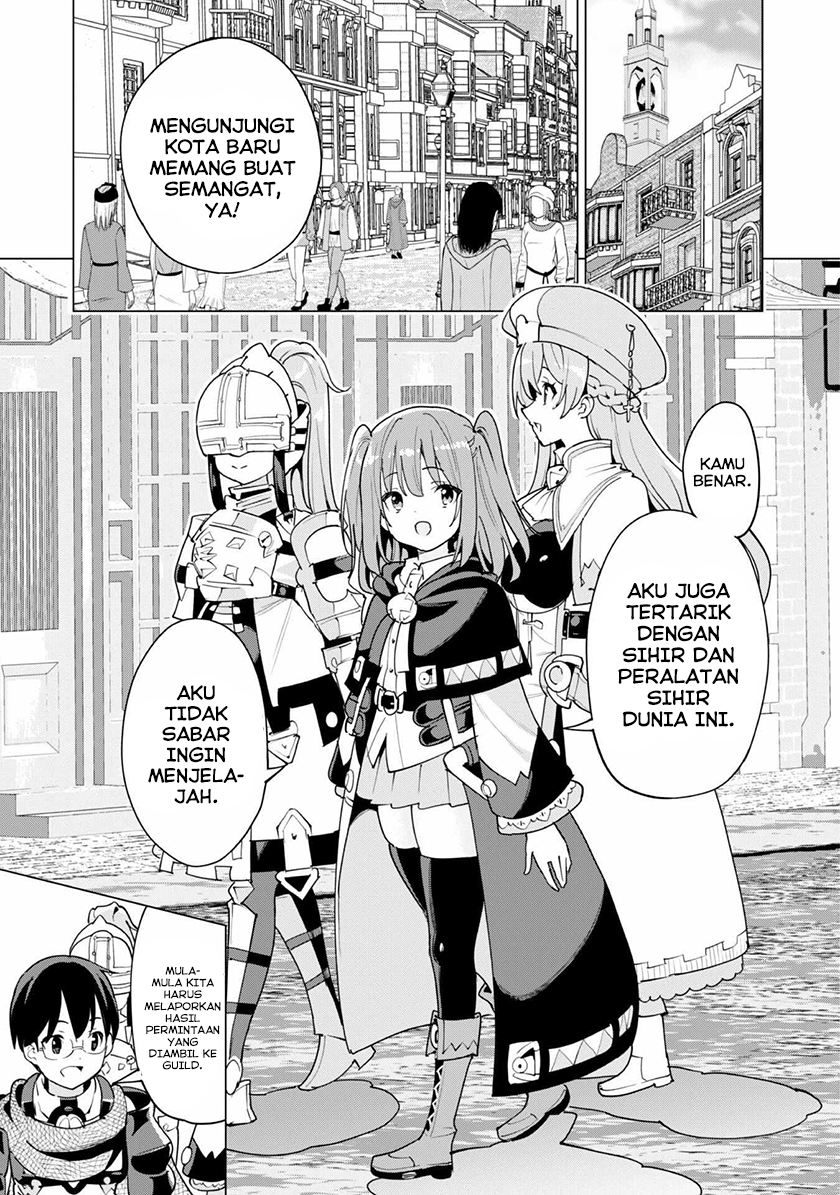 MENGUNJUNGI
KOTA BARU
MEMANG BUAT
SEMANGAT,
YA!
KAMU
BENAR.
AKU JUGA
TERTARIK
DENGAN
SIHIR DAN
PERALATAN
SIHIR
DUNIA INI.
AKU
TIDAK
SABAR
INGIN
MENJELA-
JAH.
MULA-
MULA KITA
HARUS
MELAPORKAN
HASIL
PERMINTAAN
YANG
DIAMBIL KE
GUILD.